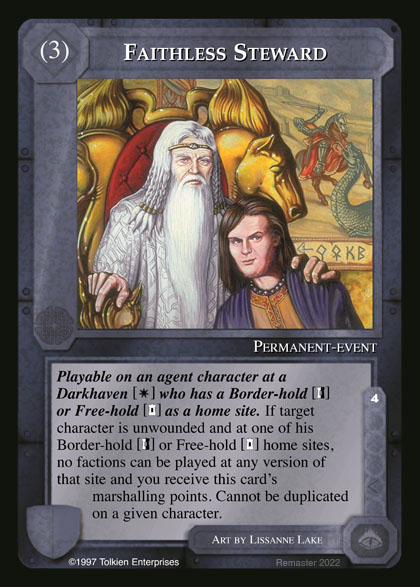 (3)
FAITHLESS STEWARD
PERMANENT-EVENT
Playable on an agent character at a
Darkhaven [✷] who has a Border-hold [ ]
or Free-hold [ ] as a home site. If target
character is unwounded and at one of his
Border-hold [ ] or Free-hold [ ] home sites,
no factions can be played at any version of
that site and you receive this card's
marshalling points. Cannot be duplicated
on a given character.
4
ART BY LISSANNE LAKE
©1997 Tolkien Enterprises
Remaster 2022